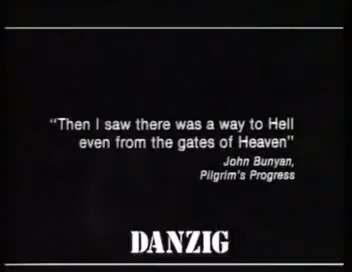 "Then I saw there was a way to Hell
even from the gates of Heaven"
John Bunyan,
Pilgrim's Progress
DANZIG